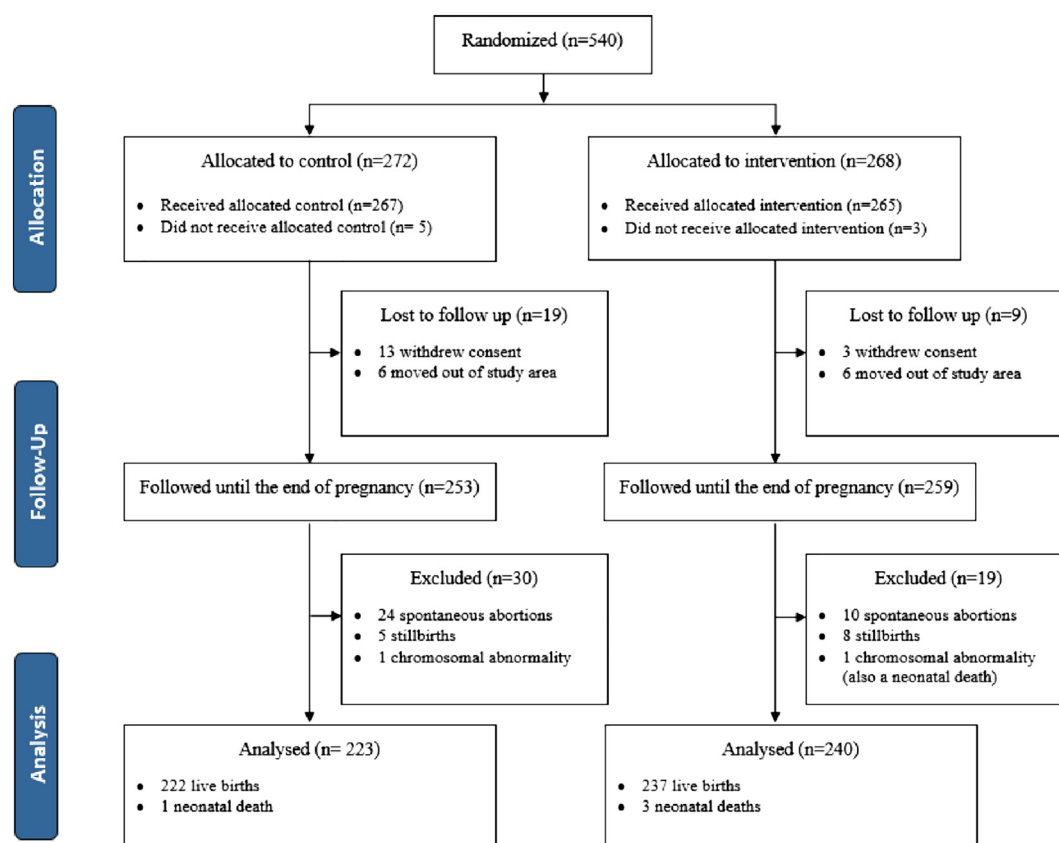 Randomized (n=540)
Allocation
Allocated to control (n=272)
• Received allocated control (n=267)
• Did not receive allocated control (n= 5)
Allocated to intervention (n=268)
• Received allocated intervention (n=265)
• Did not receive allocated intervention (n=3)
Lost to follow up (n=19)
• 13 withdrew consent
• 6 moved out of study area
Lost to follow up (n=9)
• 3 withdrew consent
• 6 moved out of study area
Follow-Up
Followed until the end of pregnancy (n=253)
Followed until the end of pregnancy (n=259)
Excluded (n=30)
• 24 spontaneous abortions
• 5 stillbirths
• 1 chromosomal abnormality
Excluded (n=19)
• 10 spontaneous abortions
• 8 stillbirths
• 1 chromosomal abnormality
(also a neonatal death)
Analysis
Analysed (n= 223)
• 222 live births
• 1 neonatal death
Analysed (n=240)
• 237 live births
• 3 neonatal deaths